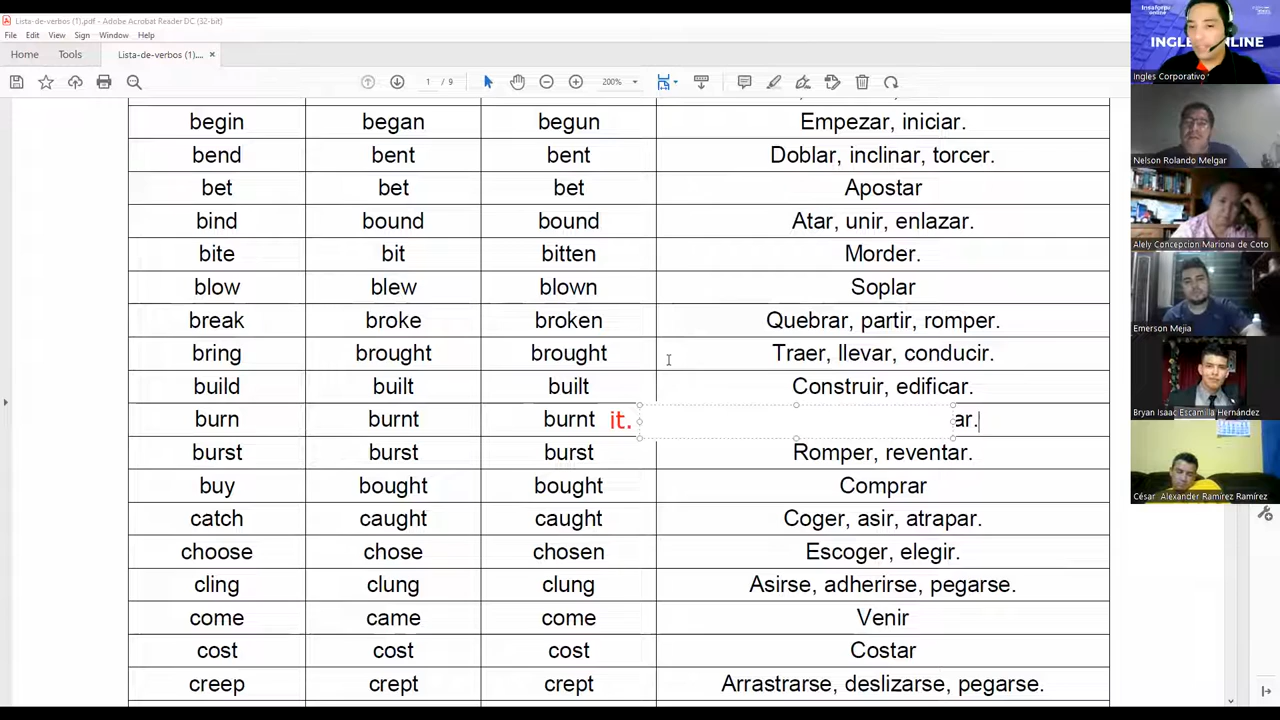 Lista-de-verbos (1).pdf - Adobe Acrobat Reader DC (32-bit)
File Edit View Sign Window Help
Home Tools Lista-de-verbos (1).... ×
1 / 9 200%
begin began begun Empezar, iniciar.
bend bent bent Doblar, inclinar, torcer.
bet bet bet Apostar
bind bound bound Atar, unir, enlazar.
bite bit bitten Morder.
blow blew blown Soplar
break broke broken Quebrar, partir, romper.
bring brought brought Traer, llevar, conducir.
build built built Construir, edificar.
burn burnt burnt it. ar.
burst burst burst Romper, reventar.
buy bought bought Comprar
catch caught caught Coger, asir, atrapar.
choose chose chosen Escoger, elegir.
cling clung clung Asirse, adherirse, pegarse.
come came come Venir
cost cost cost Costar
creep crept crept Arrastrarse, deslizarse, pegarse.
Ingles Corporativo
Nelson Rolando Melgar
Alely Concepcion Mariona de Coto
Emerson Mejia
Bryan Isaac Escamilla Hernández
César Alexander Ramirez Ramírez